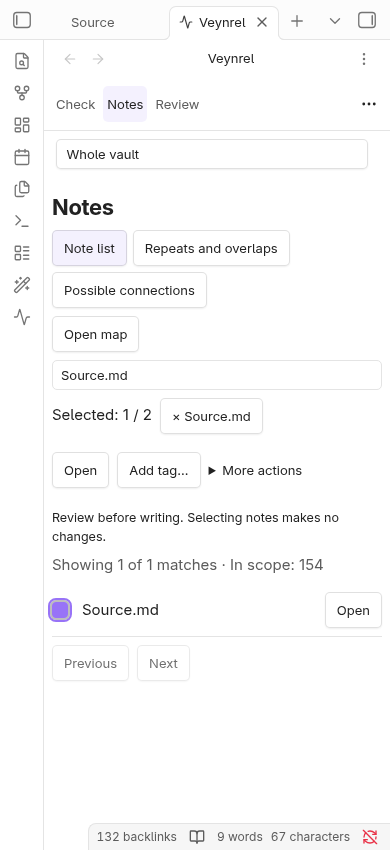 Source
Veynrel
Veynrel
Check Notes Review
Whole vault
Notes
Note list
Repeats and overlaps
Possible connections
Open map
Source.md
Selected: 1 / 2 × Source.md
Open Add tag... ▶ More actions
Review before writing. Selecting notes makes no
changes.
Showing 1 of 1 matches · In scope: 154
Source.md Open
Previous Next
132 backlinks 9 words 67 characters